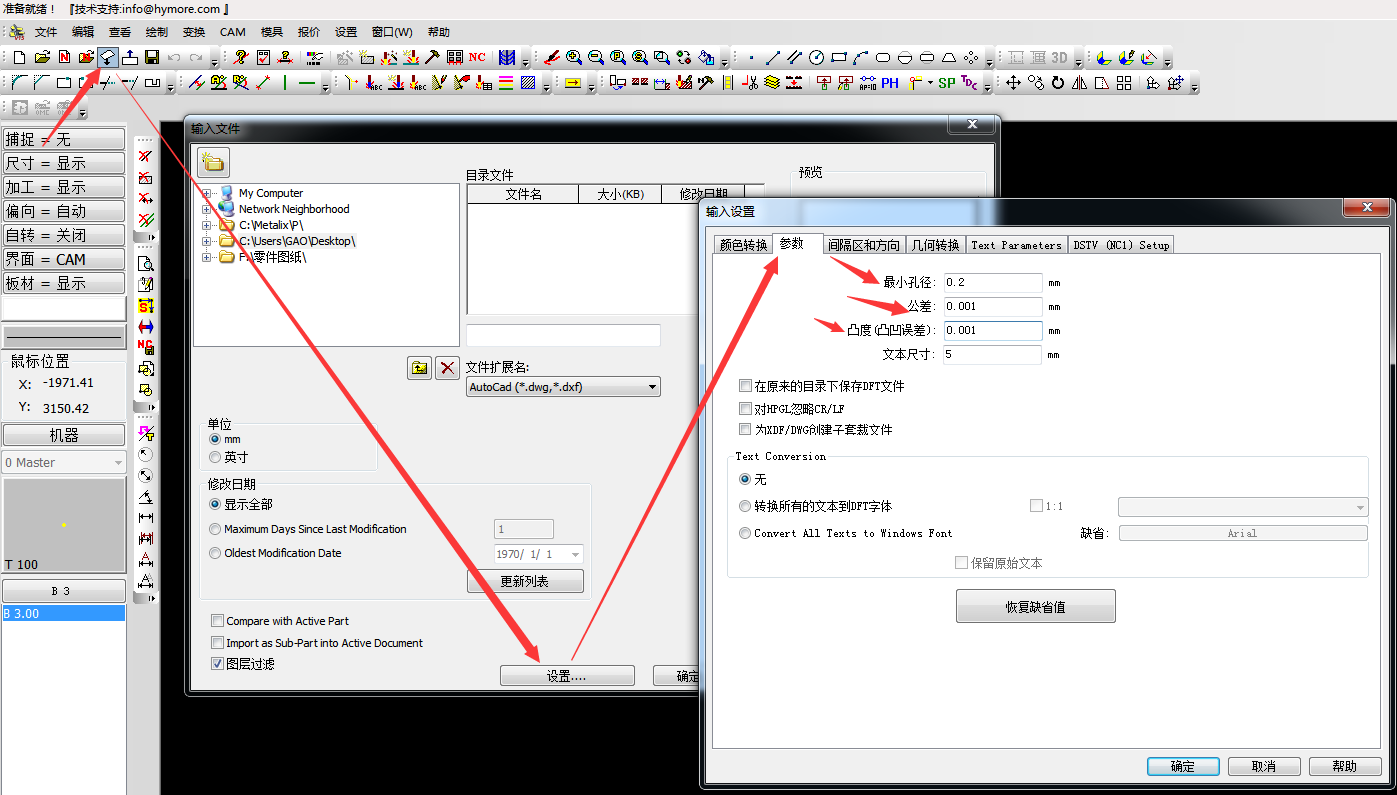 准备就绪！ 『技术支持:info@hymore.com 』
文件 编辑 查看 绘制 变换 CAM 模具 报价 设置 窗口(W) 帮助
NC
3D
ABC ABC PH SP
捕捉 = 无
尺寸 = 显示
加工 = 显示
偏向 = 自动
自转 = 关闭
界面 = CAM
板材 = 显示
鼠标位置
X: -1971.41
Y: 3150.42
机器
0 Master
T 100
B 3
B 3.00
输入文件
My Computer
Network Neighborhood
C:\Metalix\P\
C:\Users\GAO\Desktop\
F:\零件图纸\
目录文件
文件名 大小(KB) 修改日期
预览
文件扩展名:
AutoCad (*.dwg,*.dxf)
单位
mm
英寸
修改日期
显示全部
Maximum Days Since Last Modification 1
Oldest Modification Date 1970/ 1/ 1
更新列表
Compare with Active Part
Import as Sub-Part into Active Document
图层过滤
设置....
确定
输入设置
颜色转换 参数 间隔区和方向 几何转换 Text Parameters DSTV (NC1) Setup
最小孔径: 0.2 mm
公差: 0.001 mm
凸度(凸凹误差): 0.001 mm
文本尺寸: 5 mm
在原来的目录下保存DFT文件
对HPGL忽略CR/LF
为XDF/DWG创建子套裁文件
Text Conversion
无
转换所有的文本到DFT字体 1:1
Convert All Texts to Windows Font 缺省: Arial
保留原始文本
恢复缺省值
确定 取消 帮助